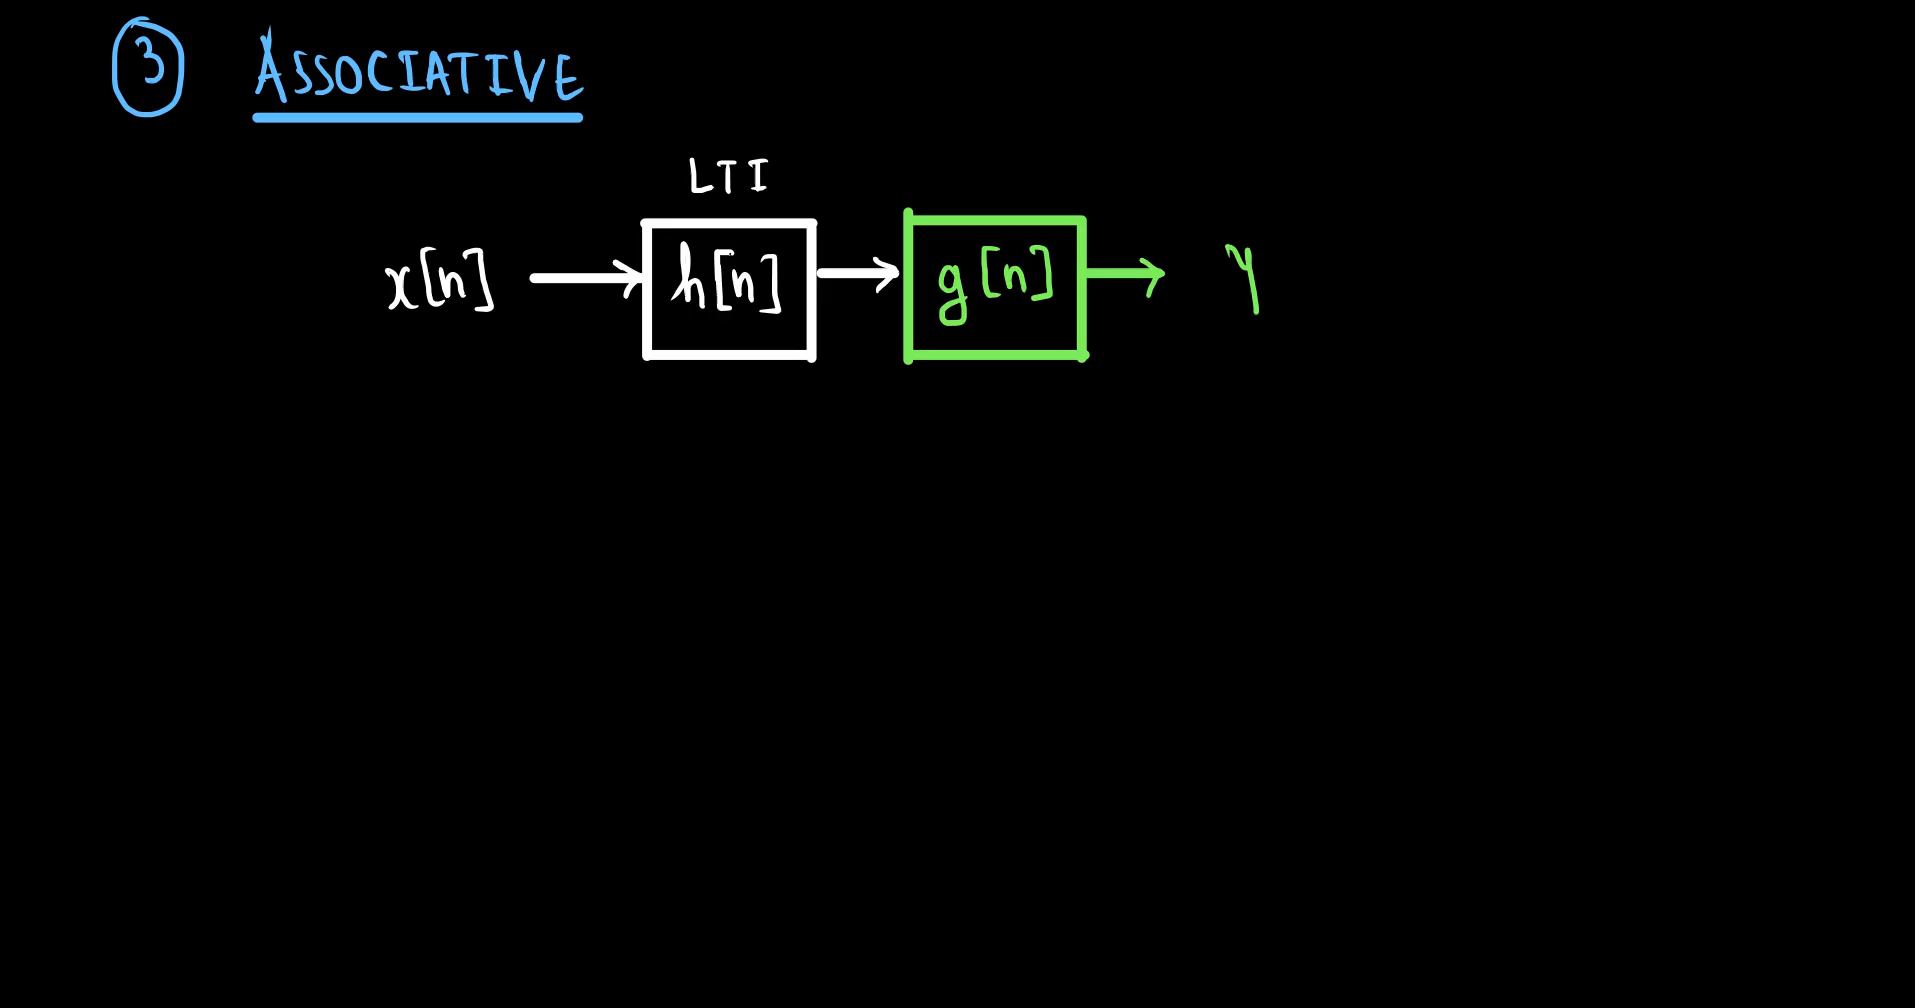 3 ASSOCIATIVE
LTI
x[n] → h[n] → g[n] → y